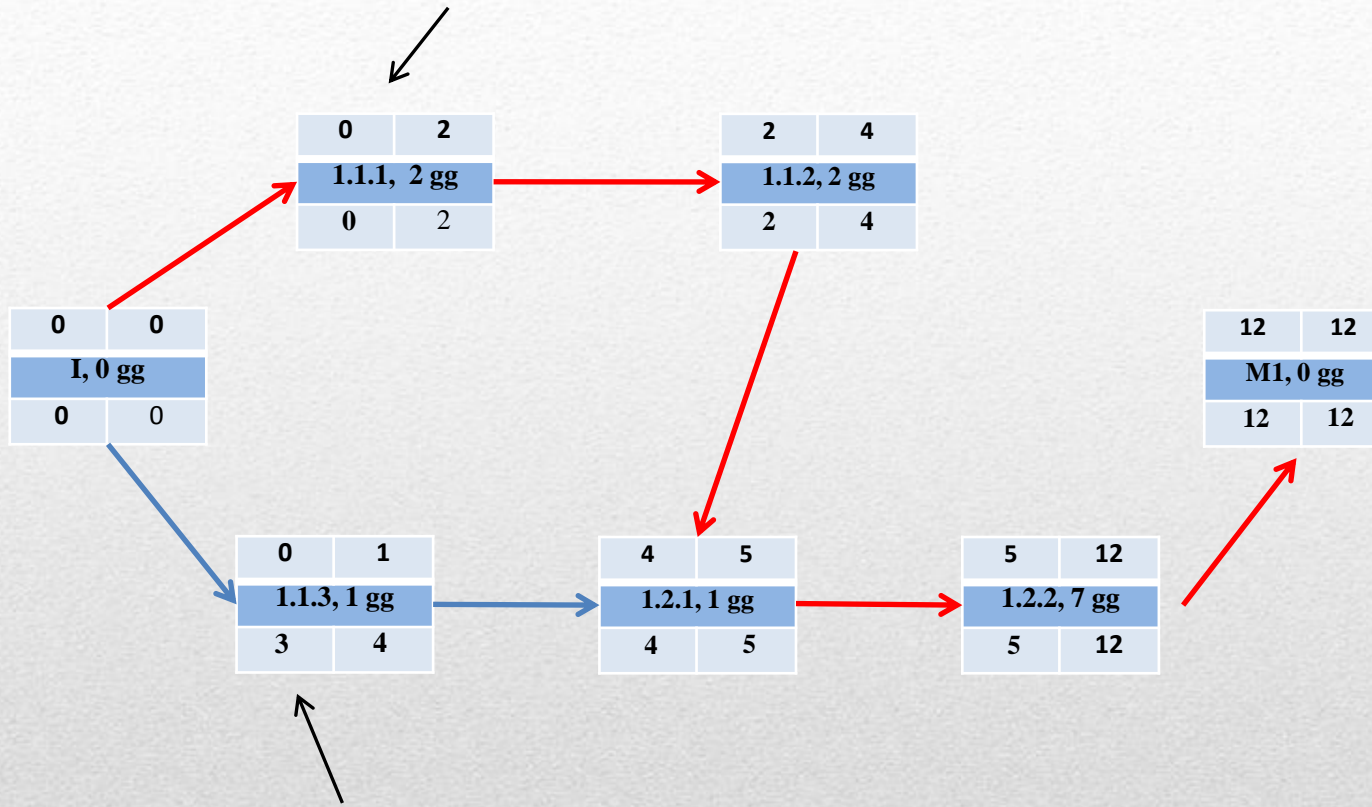 0 2
1.1.1, 2 gg
0 2
2 4
1.1.2, 2 gg
2 4
0 0
I, 0 gg
0 0
12 12
M1, 0 gg
12 12
0 1
1.1.3, 1 gg
3 4
4 5
1.2.1, 1 gg
4 5
5 12
1.2.2, 7 gg
5 12